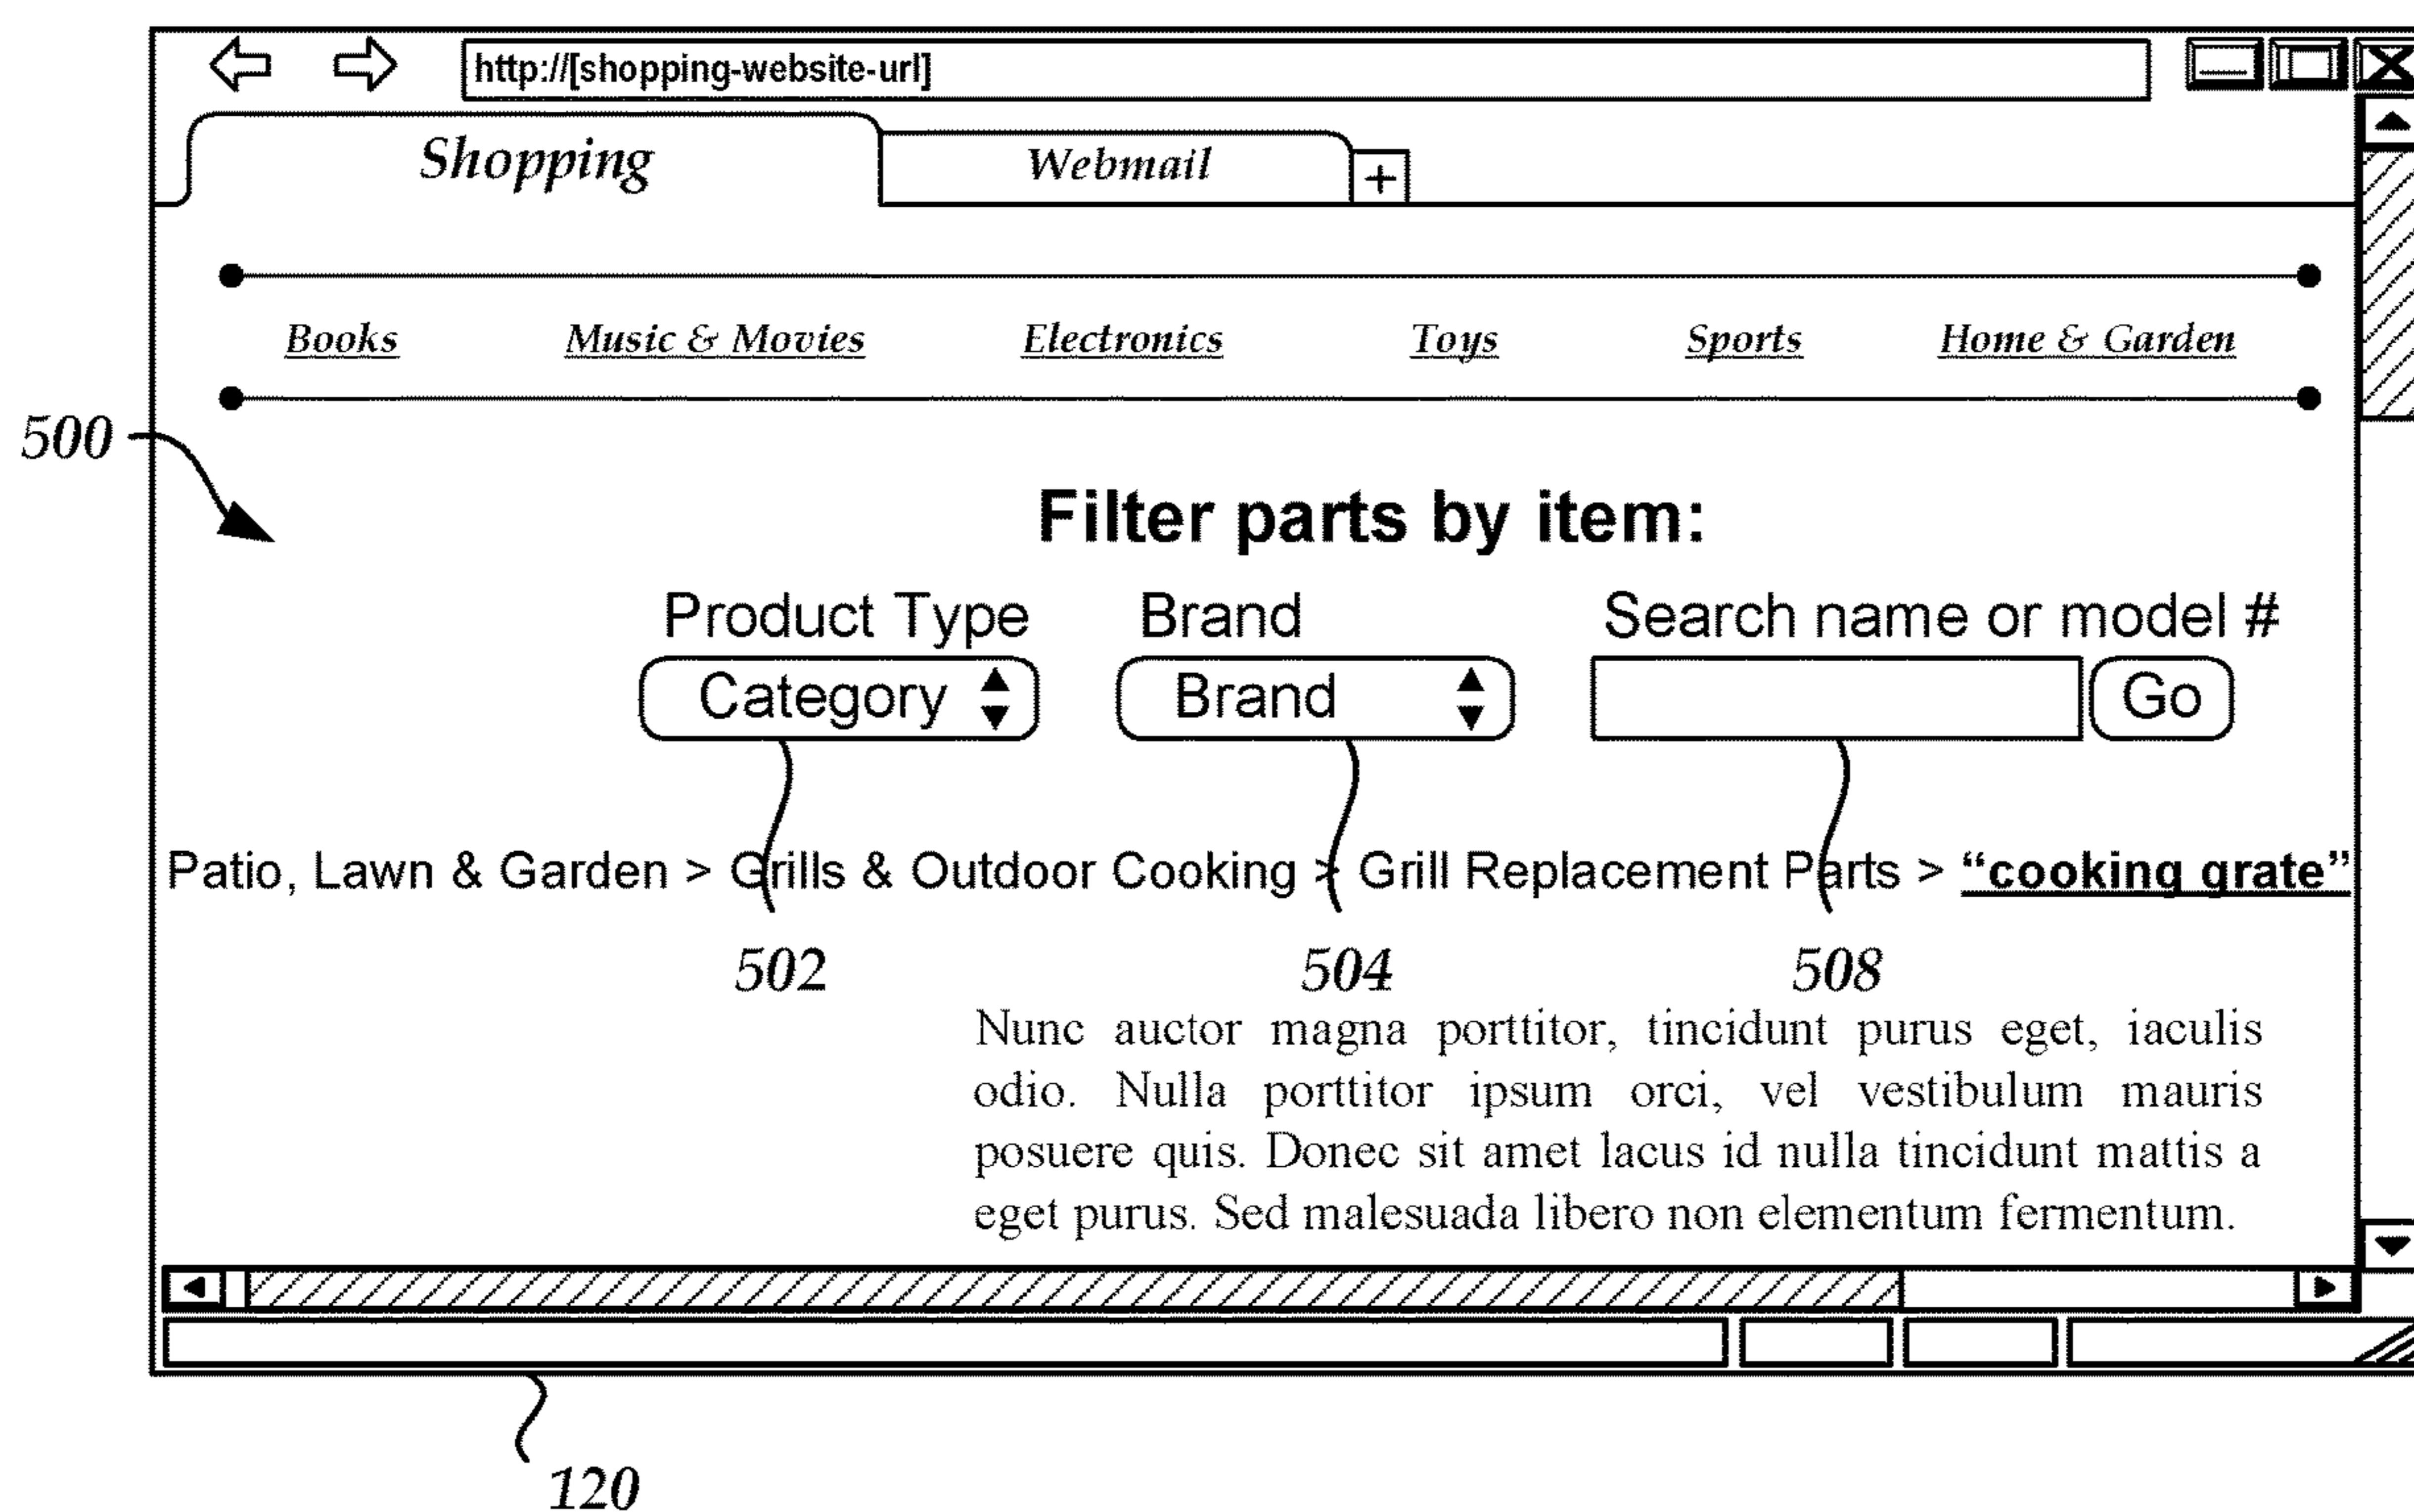 http://[shopping-website-url]
Shopping Webmail +
Books Music & Movies Electronics Toys Sports Home & Garden
500
Filter parts by item:
Product Type Brand Search name or model #
Category Brand Go
Patio, Lawn & Garden > Grills & Outdoor Cooking > Grill Replacement Parts > “cooking grate”
502 504 508
Nunc auctor magna porttitor, tincidunt purus eget, iaculis
odio. Nulla porttitor ipsum orci, vel vestibulum mauris
posuere quis. Donec sit amet lacus id nulla tincidunt mattis a
eget purus. Sed malesuada libero non elementum fermentum.
120